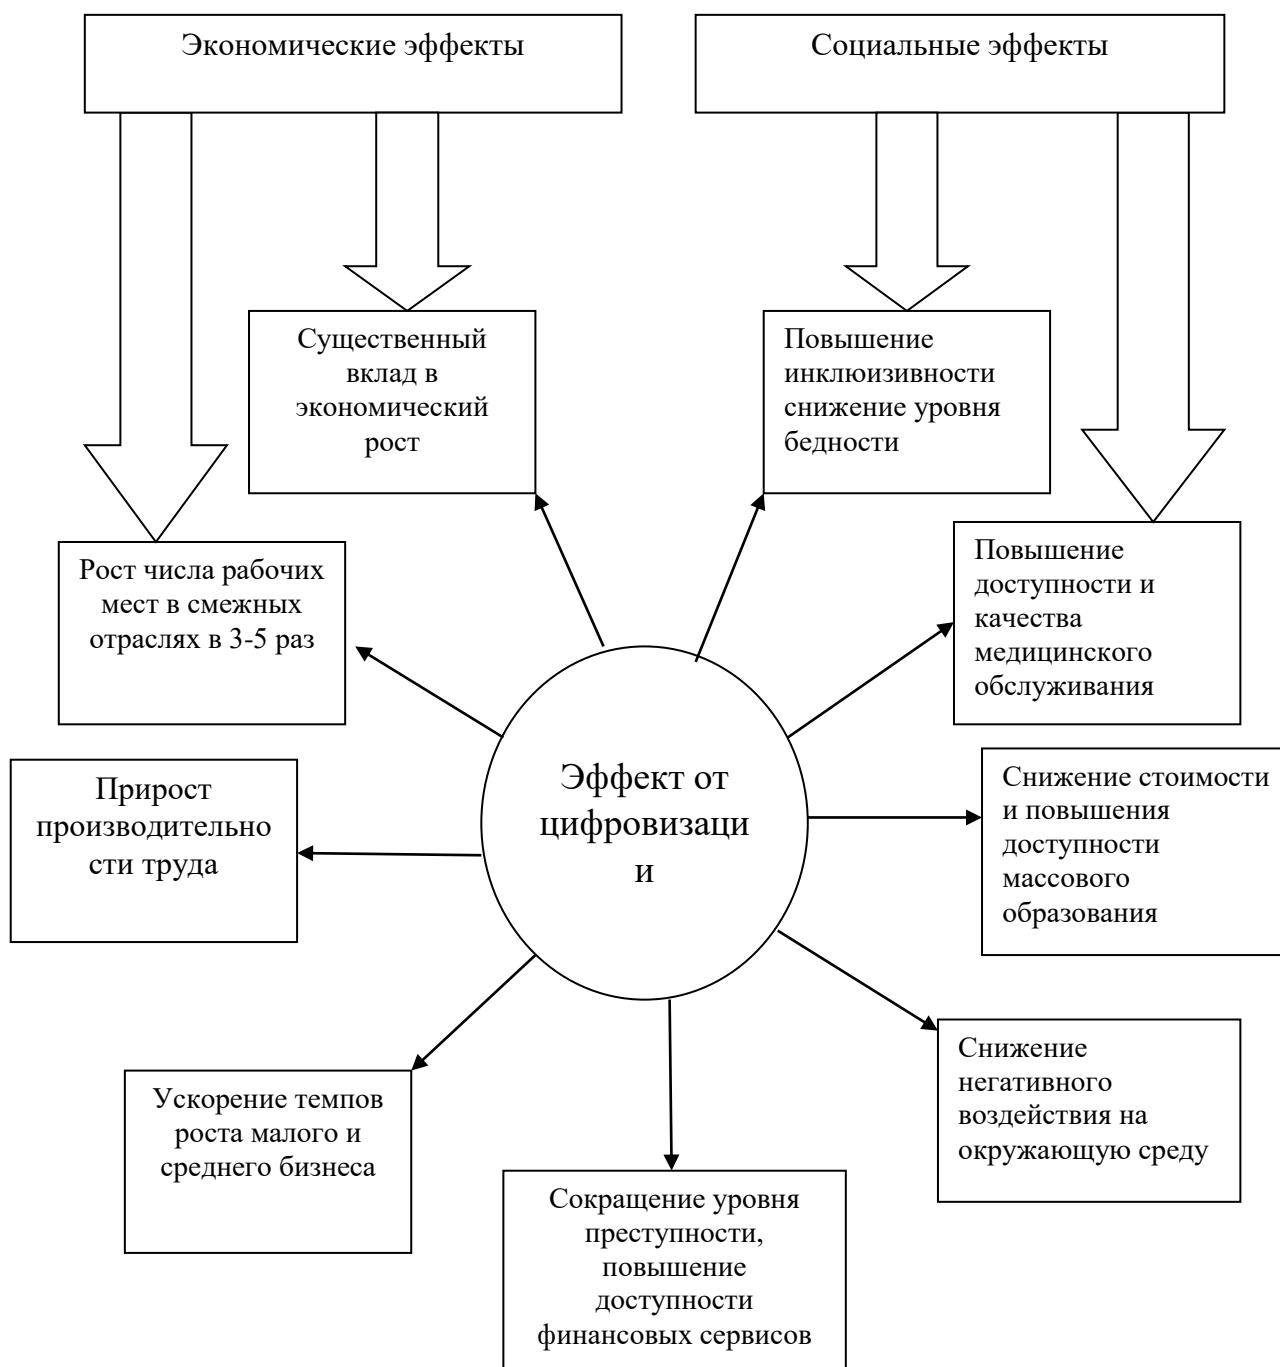 Экономические эффекты
Социальные эффекты
Существенный
вклад в
экономический
рост
Повышение
инклюизивности
снижение уровня
бедности
Рост числа рабочих
мест в смежных
отраслях в 3-5 раз
Повышение
доступности и
качества
медицинского
обслуживания
Прирост
производительно
сти труда
Эффект от
цифровизаци
и
Снижение стоимости
и повышения
доступности
массового
образования
Ускорение темпов
роста малого и
среднего бизнеса
Снижение
негативного
воздействия на
окружающую среду
Сокращение уровня
преступности,
повышение
доступности
финансовых сервисов